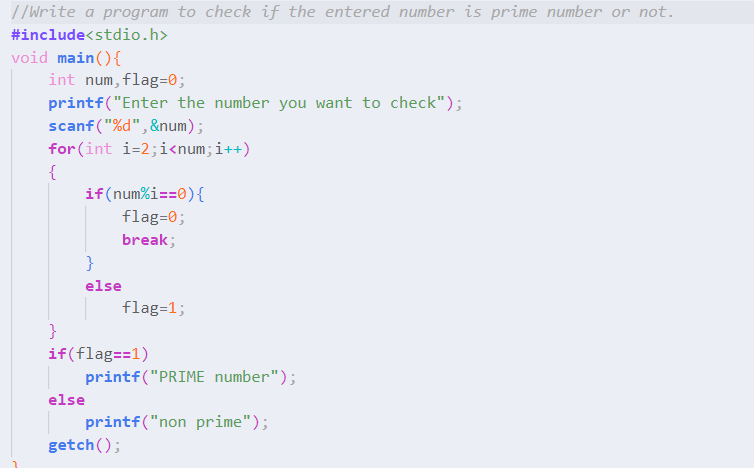 //Write a program to check if the entered number is prime number or not.
#include<stdio.h>
void main(){
    int num,flag=0;
    printf("Enter the number you want to check");
    scanf("%d",&num);
    for(int i=2;i<num;i++)
    {
        if(num%i==0){
            flag=0;
            break;
        }
        else
            flag=1;
    }
    if(flag==1)
        printf("PRIME number");
    else
        printf("non prime");
    getch();
}